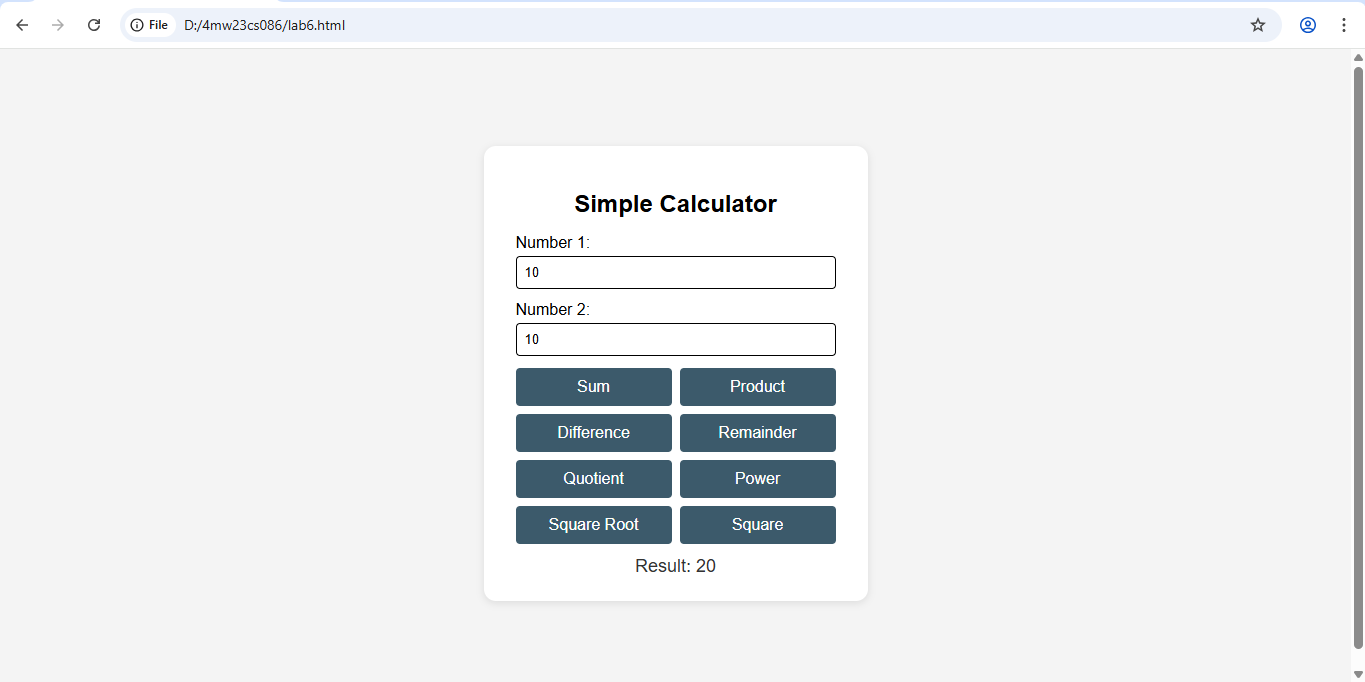 File D:/4mw23cs086/lab6.html
Simple Calculator
Number 1:
10
Number 2:
10
Sum Product
Difference Remainder
Quotient Power
Square Root Square
Result: 20